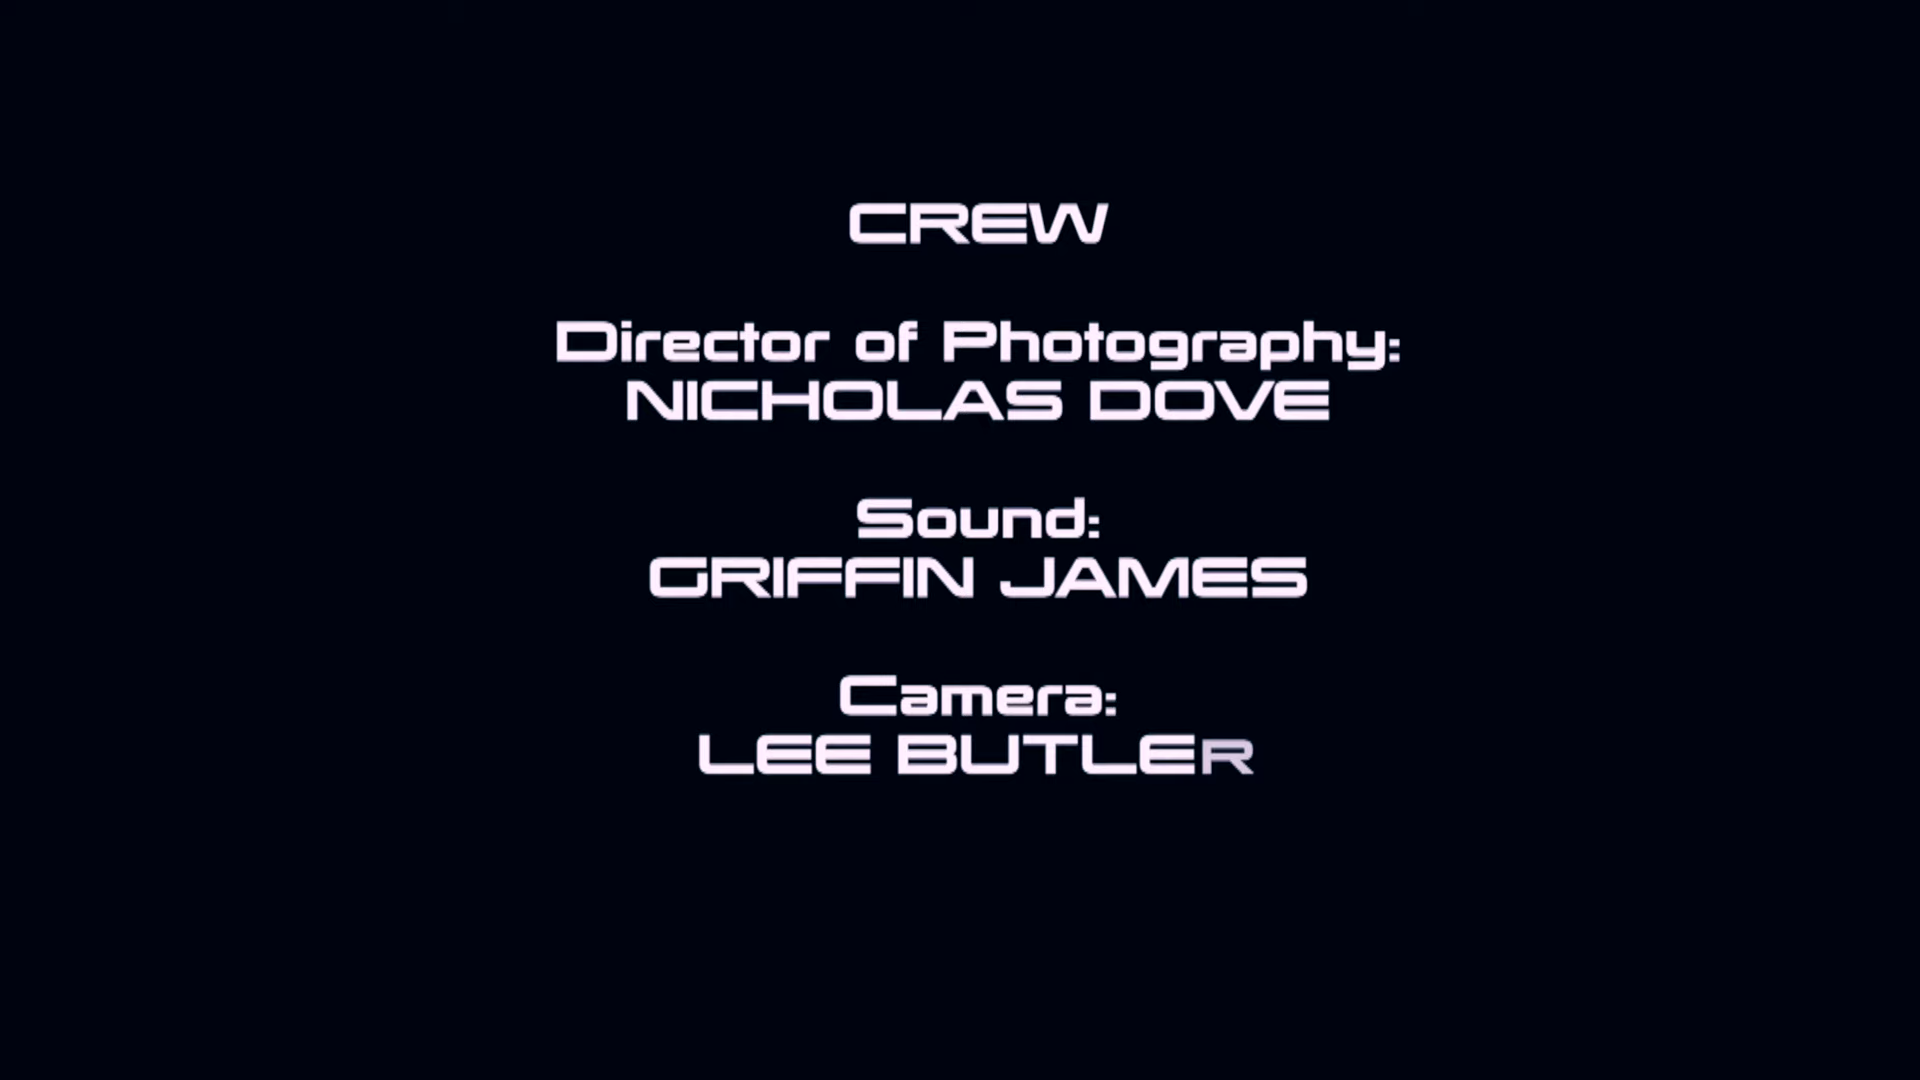 CREW
Director of Photography:
NICHOLAS DOVE
Sound:
GRIFFIN JAMES
Camera:
LEE BUTLER